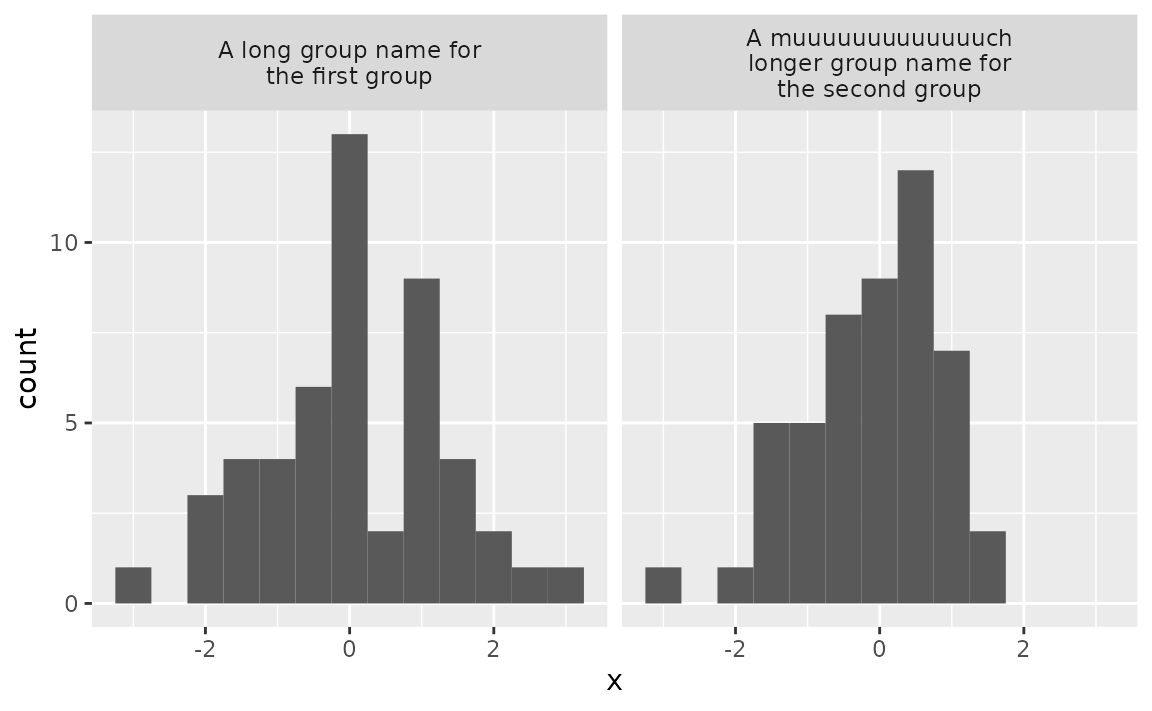 A long group name for
the first group
A muuuuuuuuuuuuuch
longer group name for
the second group
count
10
5
0
-2
0
2
-2
0
2
x